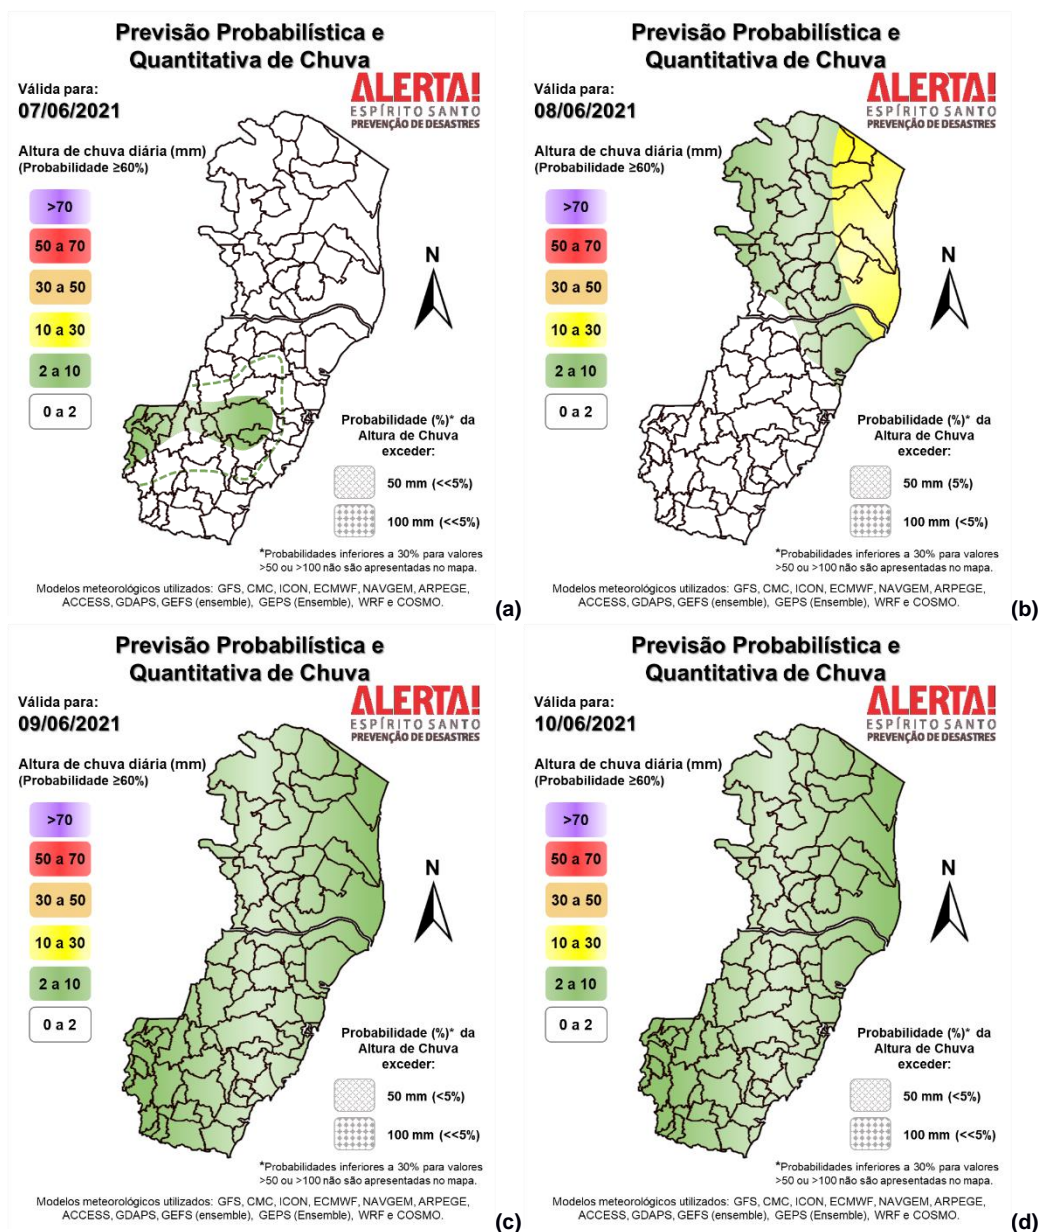 Previsão Probabilística e
Quantitativa de Chuva
Válida para:
07/06/2021
ALERTA!
ESPÍRITO SANTO
PREVENÇÃO DE DESASTRES
Altura de chuva diária (mm)
(Probabilidade ≥60%)
>70
50 a 70
30 a 50
10 a 30
2 a 10
0 a 2
N
Probabilidade (%)* da
Altura de Chuva
exceder:
50 mm (<<5%)
100 mm (<<5%)
*Probabilidades inferiores a 30% para valores
>50 ou >100 não são apresentadas no mapa.
Modelos meteorológicos utilizados: GFS, CMC, ICON, ECMWF, NAVGEM, ARPEGE,
ACCESS, GDAPS, GEFS (ensemble), GEPS (Ensemble), WRF e COSMO.
(a)
Previsão Probabilística e
Quantitativa de Chuva
Válida para:
08/06/2021
ALERTA!
ESPÍRITO SANTO
PREVENÇÃO DE DESASTRES
Altura de chuva diária (mm)
(Probabilidade ≥60%)
>70
50 a 70
30 a 50
10 a 30
2 a 10
0 a 2
N
Probabilidade (%)* da
Altura de Chuva
exceder:
50 mm (5%)
100 mm (<5%)
*Probabilidades inferiores a 30% para valores
>50 ou >100 não são apresentadas no mapa.
Modelos meteorológicos utilizados: GFS, CMC, ICON, ECMWF, NAVGEM, ARPEGE,
ACCESS, GDAPS, GEFS (ensemble), GEPS (Ensemble), WRF e COSMO.
(b)
Previsão Probabilística e
Quantitativa de Chuva
Válida para:
09/06/2021
ALERTA!
ESPÍRITO SANTO
PREVENÇÃO DE DESASTRES
Altura de chuva diária (mm)
(Probabilidade ≥60%)
>70
50 a 70
30 a 50
10 a 30
2 a 10
0 a 2
N
Probabilidade (%)* da
Altura de Chuva
exceder:
50 mm (<5%)
100 mm (<<5%)
*Probabilidades inferiores a 30% para valores
>50 ou >100 não são apresentadas no mapa.
Modelos meteorológicos utilizados: GFS, CMC, ICON, ECMWF, NAVGEM, ARPEGE,
ACCESS, GDAPS, GEFS (ensemble), GEPS (Ensemble), WRF e COSMO.
(c)
Previsão Probabilística e
Quantitativa de Chuva
Válida para:
10/06/2021
ALERTA!
ESPÍRITO SANTO
PREVENÇÃO DE DESASTRES
Altura de chuva diária (mm)
(Probabilidade ≥60%)
>70
50 a 70
30 a 50
10 a 30
2 a 10
0 a 2
N
Probabilidade (%)* da
Altura de Chuva
exceder:
50 mm (<5%)
100 mm (<<5%)
*Probabilidades inferiores a 30% para valores
>50 ou >100 não são apresentadas no mapa.
Modelos meteorológicos utilizados: GFS, CMC, ICON, ECMWF, NAVGEM, ARPEGE,
ACCESS, GDAPS, GEFS (ensemble), GEPS (Ensemble), WRF e COSMO.
(d)